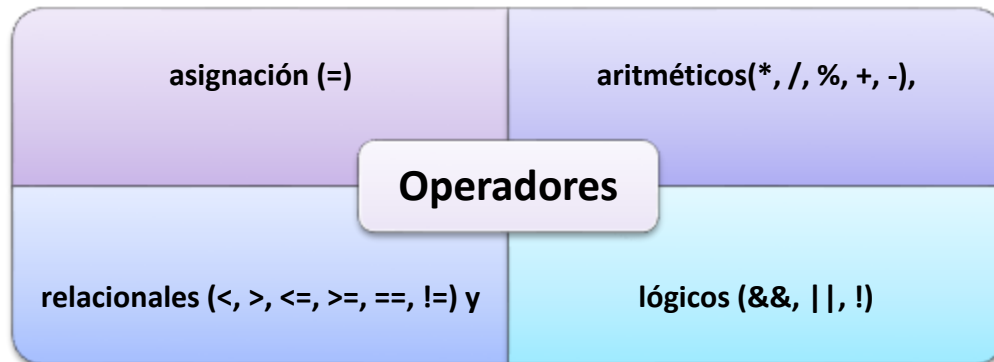 asignación (=)
aritméticos(*, /, %, +, -),
Operadores
relacionales (<, >, <=, >=, ==, !=) y
lógicos (&&, ||, !)